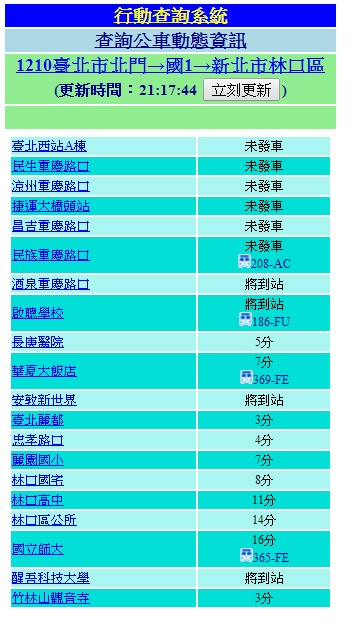 行動查詢系統
查詢公車動態資訊
1210臺北市北門→國1→新北市林口區
(更新時間：21:17:44 立刻更新 )
臺北西站A棟 未發車
民生重慶路口 未發車
涼州重慶路口 未發車
捷運大橋頭站 未發車
昌吉重慶路口 未發車
民族重慶路口 未發車
208-AC
酒泉重慶路口 將到站
啟聰學校 將到站
186-FU
長庚醫院 5分
華夏大飯店 7分
369-FE
安敦新世界 將到站
臺北麗都 3分
忠孝路口 4分
麗園國小 7分
林口國宅 8分
林口高中 11分
林口區公所 14分
國立師大 16分
365-FE
醒吾科技大學 將到站
竹林山觀音寺 3分